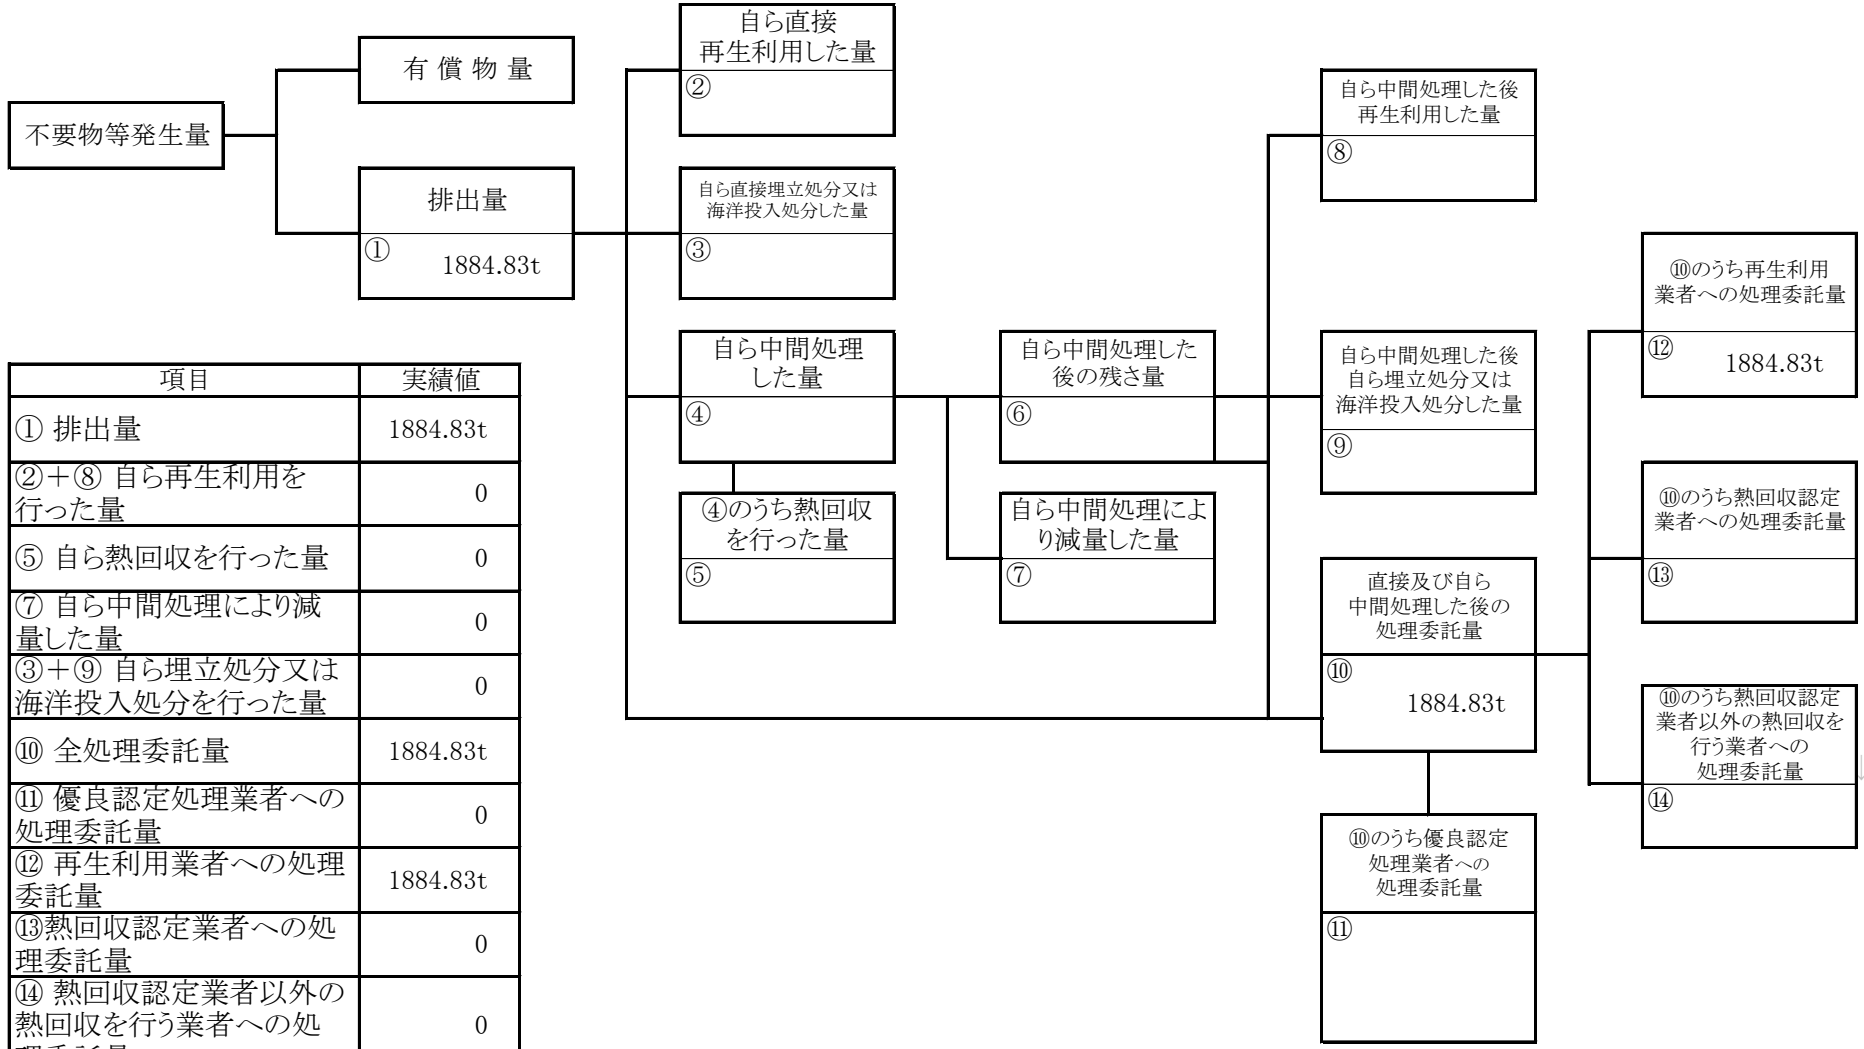 不要物等発生量
有 償 物 量
排出量
①
1884.83t
自ら直接
再生利用した量
②
自ら直接埋立処分又は
海洋投入処分した量
③
自ら中間処理
した量
④
④のうち熱回収
を行った量
⑤
自ら中間処理した
後の残さ量
⑥
自ら中間処理によ
り減量した量
⑦
自ら中間処理した後
再生利用した量
⑧
自ら中間処理した後
自ら埋立処分又は
海洋投入処分した量
⑨
直接及び自ら
中間処理した後の
処理委託量
⑩
1884.83t
⑩のうち優良認定
処理業者への
処理委託量
⑪
⑩のうち再生利用
業者への処理委託量
⑫
1884.83t
⑩のうち熱回収認定
業者への処理委託量
⑬
⑩のうち熱回収認定
業者以外の熱回収を
行う業者への
処理委託量
⑭
項目 実績値
① 排出量 1884.83t
②＋⑧ 自ら再生利用を
行った量 0
⑤ 自ら熱回収を行った量 0
⑦ 自ら中間処理により減
量した量 0
③＋⑨ 自ら埋立処分又は
海洋投入処分を行った量 0
⑩ 全処理委託量 1884.83t
⑪ 優良認定処理業者への
処理委託量 0
⑫ 再生利用業者への処理
委託量 1884.83t
⑬熱回収認定業者への処
理委託量 0
⑭ 熱回収認定業者以外の
熱回収を行う業者への処 0